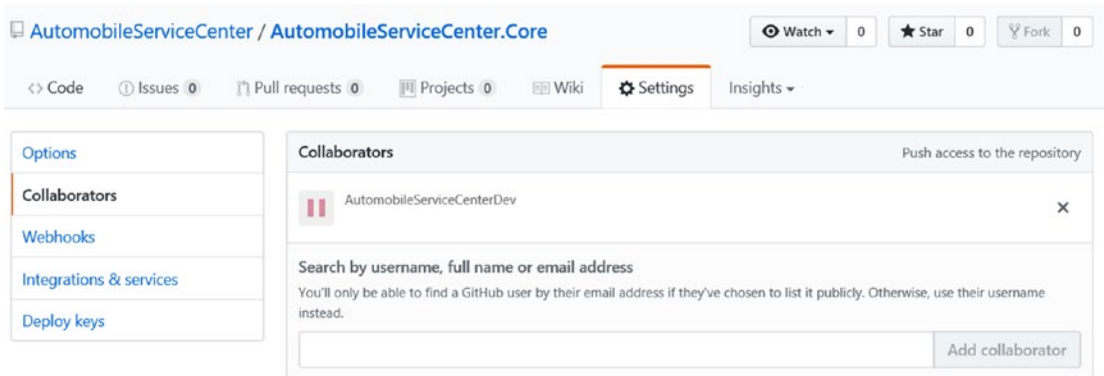 AutomobileServiceCenter / AutomobileServiceCenter.Core
Watch 0 Star 0 Fork 0
Code Issues 0 Pull requests 0 Projects 0 Wiki Settings Insights
Options
Collaborators
Webhooks
Integrations & services
Deploy keys
Collaborators Push access to the repository
AutomobileServiceCenterDev
Search by username, full name or email address
You'll only be able to find a GitHub user by their email address if they've chosen to list it publicly. Otherwise, use their username
instead.
Add collaborator